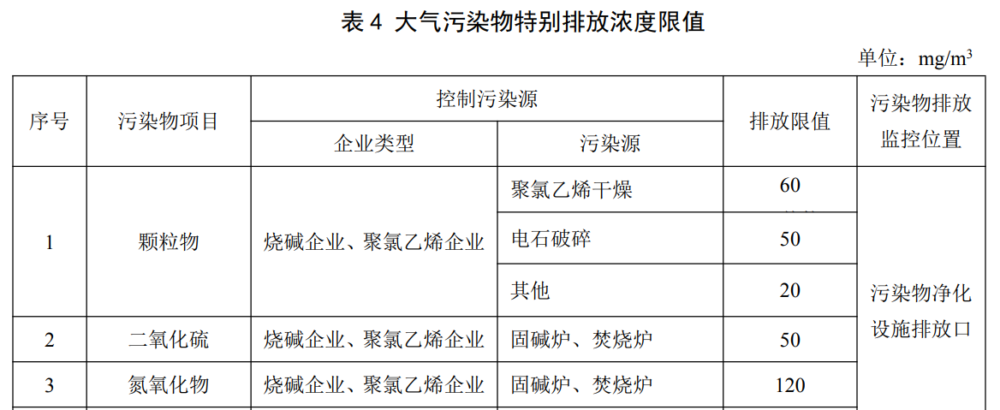 表 4 大气污染物特别排放浓度限值
单位：mg/m³
序号 污染物项目 控制污染源 排放限值 污染物排放监控位置
企业类型 污染源
1 颗粒物 烧碱企业、聚氯乙烯企业 聚氯乙烯干燥 60
电石破碎 50
其他 20
污染物净化
设施排放口
2 二氧化硫 烧碱企业、聚氯乙烯企业 固碱炉、焚烧炉 50
3 氮氧化物 烧碱企业、聚氯乙烯企业 固碱炉、焚烧炉 120